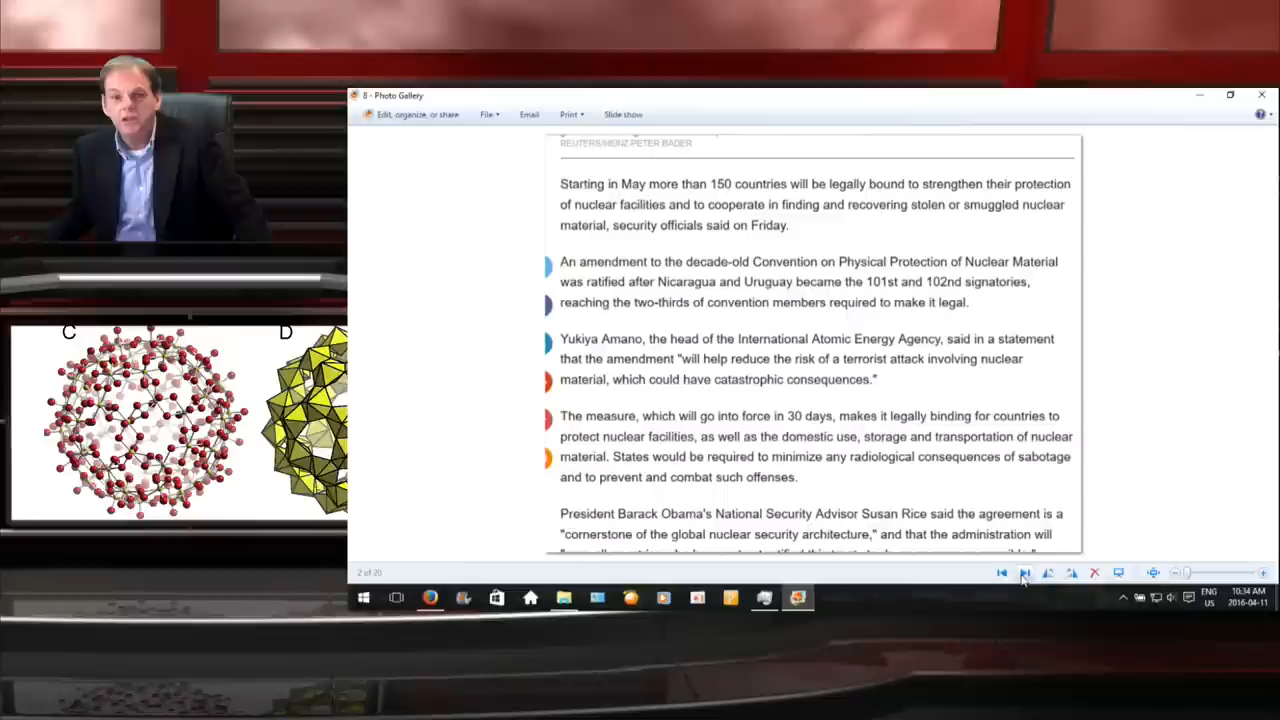 8 - Photo Gallery
Edit, organize, or share File Email Print Slide show
REUTERS/HEINZ-PETER BADER
Starting in May more than 150 countries will be legally bound to strengthen their protection
of nuclear facilities and to cooperate in finding and recovering stolen or smuggled nuclear
material, security officials said on Friday.
An amendment to the decade-old Convention on Physical Protection of Nuclear Material
was ratified after Nicaragua and Uruguay became the 101st and 102nd signatories,
reaching the two-thirds of convention members required to make it legal.
Yukiya Amano, the head of the International Atomic Energy Agency, said in a statement
that the amendment "will help reduce the risk of a terrorist attack involving nuclear
material, which could have catastrophic consequences."
The measure, which will go into force in 30 days, makes it legally binding for countries to
protect nuclear facilities, as well as the domestic use, storage and transportation of nuclear
material. States would be required to minimize any radiological consequences of sabotage
and to prevent and combat such offenses.
President Barack Obama's National Security Advisor Susan Rice said the agreement is a
"cornerstone of the global nuclear security architecture," and that the administration will
C
D
2 of 20
ENG
US
10:34 AM
2016-04-11